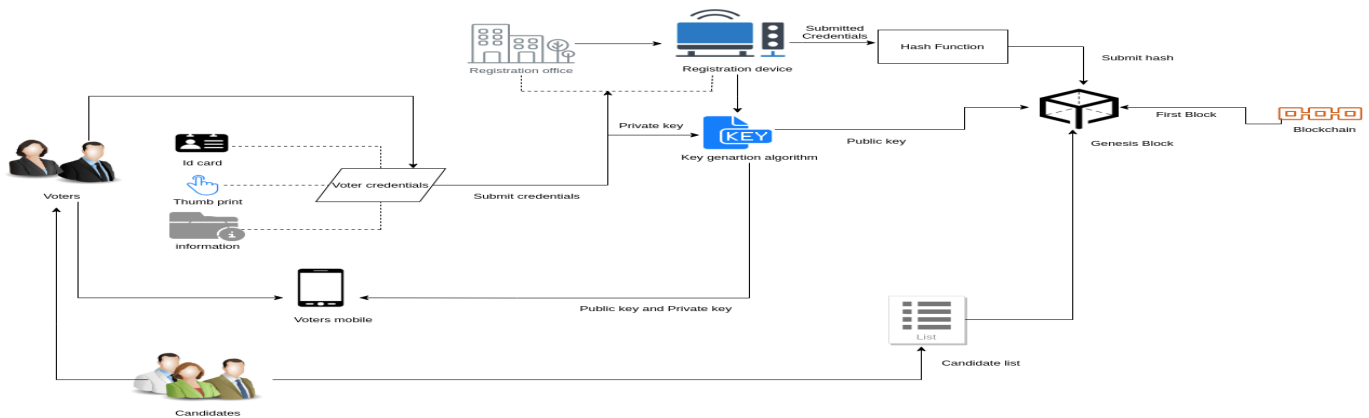 Submitted
Credentials
Hash Function
Registration office
Registration device
Submit hash
Private key
KEY
Public key
First Block
Blockchain
Key genartion algorithm
Genesis Block
Id card
Voter credentials
Submit credentials
Voters
Thumb print
information
Public key and Private key
Voters mobile
List
Candidate list
Candidates